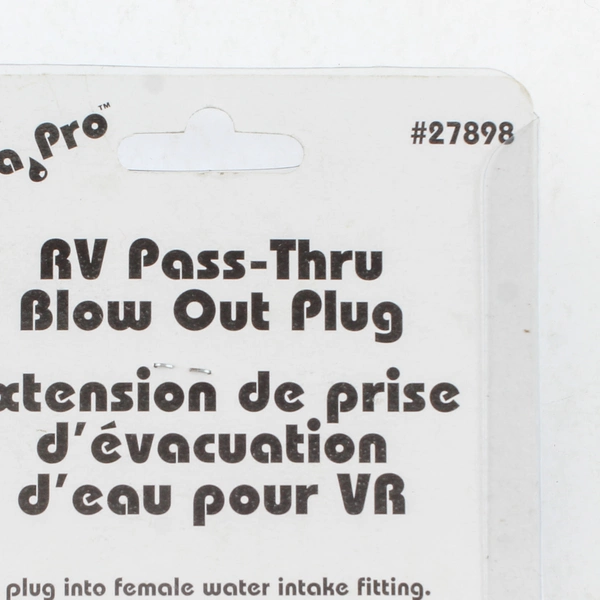 Pro™
#27898
RV Pass-Thru
Blow Out Plug
xtension de prise
d'évacuation
d'eau pour VR
plug into female water intake fitting.